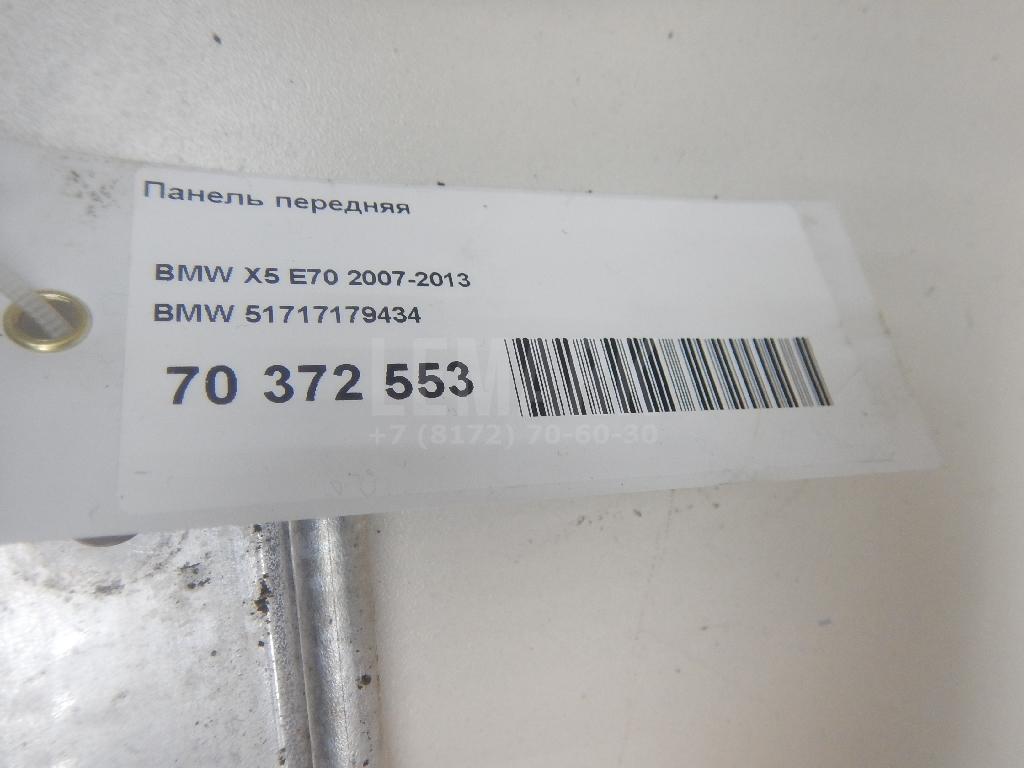 Панель передняя
BMW X5 E70 2007-2013
BMW 51717179434
70 372 553
+7 (8172) 70-60-30